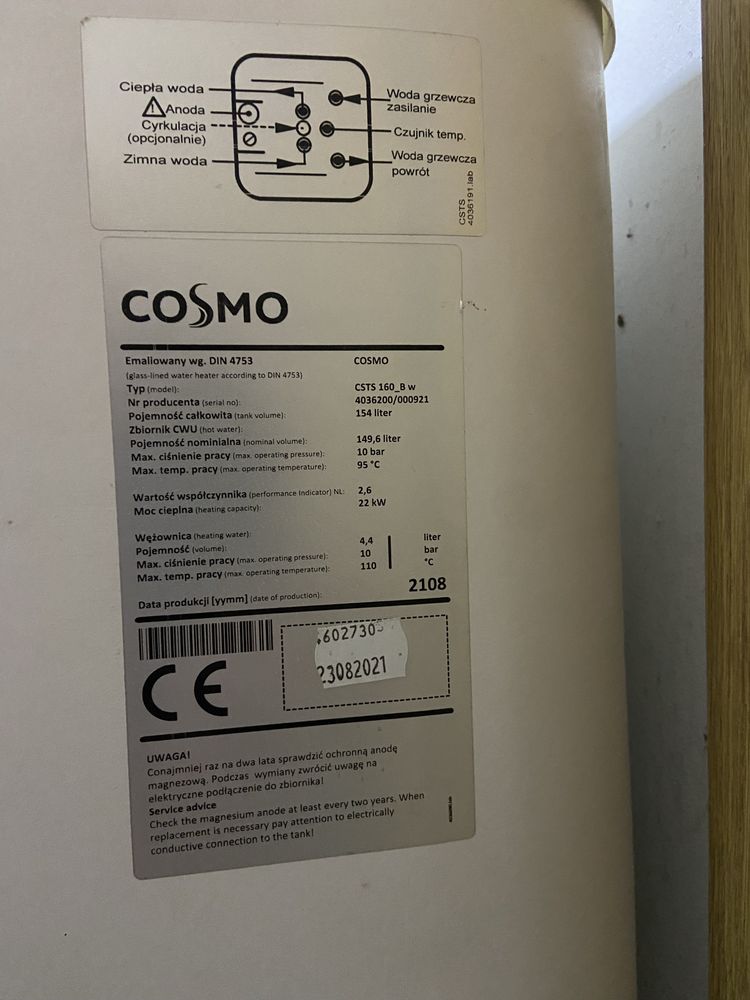 Ciepła woda
Anoda
Cyrkulacja
(opcjonalnie)
Zimna woda
Woda grzewcza
zasilanie
Czujnik temp.
Woda grzewcza
powrót
CSTS
4036191.lab
COSMO
Emaliowany wg. DIN 4753 COSMO
(glass-lined water heater according to DIN 4753)
Typ (model): CSTS 160_B w
Nr producenta (serial no): 4036200/000921
Pojemność całkowita (tank volume): 154 liter
Zbiornik CWU (hot water):
Pojemność nominialna (nominal volume): 149,6 liter
Max. ciśnienie pracy (max. operating pressure): 10 bar
Max. temp. pracy (max. operating temperature): 95 °C
Wartość współczynnika (performance Indicator) NL: 2,6
Moc cieplna (heating capacity): 22 kW
Wężownica (heating water):
Pojemność (volume): 4,4 liter
Max. ciśnienie pracy (max. operating pressure): 10 bar
Max. temp. pracy (max. operating temperature): 110 °C
Data produkcji [yymm] (date of production): 2108
CE
23082021
UWAGA!
Conajmniej raz na dwa lata sprawdzić ochronną anodę
magnezową. Podczas wymiany zwrócić uwagę na
elektryczne podłączenie do zbiornika!
Service advice
Check the magnesium anode at least every two years. When
replacement is necessary pay attention to electrically
conductive connection to the tank!